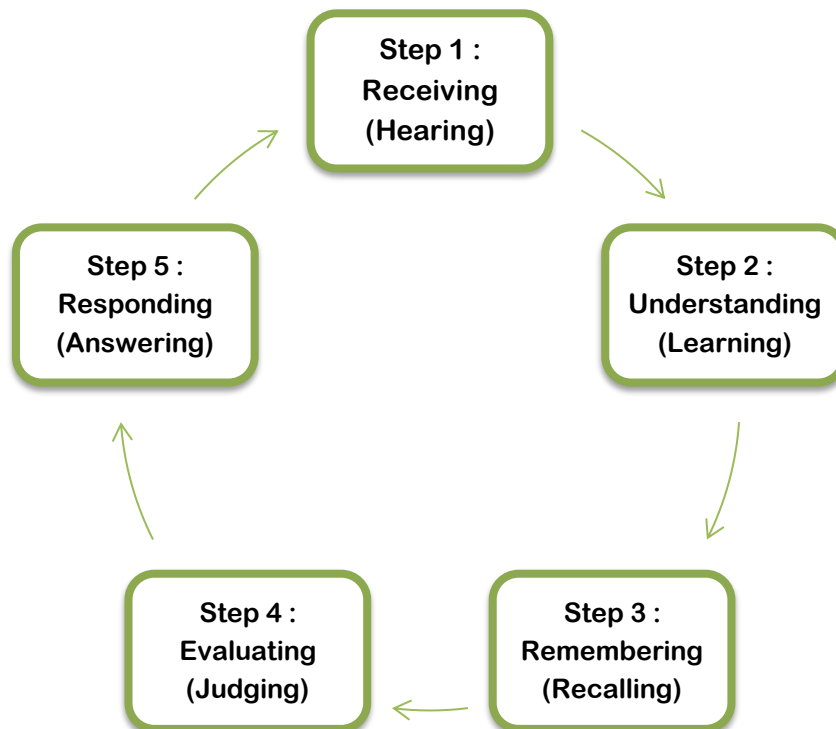 Step 1 :
Receiving
(Hearing)
Step 2 :
Understanding
(Learning)
Step 3 :
Remembering
(Recalling)
Step 4 :
Evaluating
(Judging)
Step 5 :
Responding
(Answering)